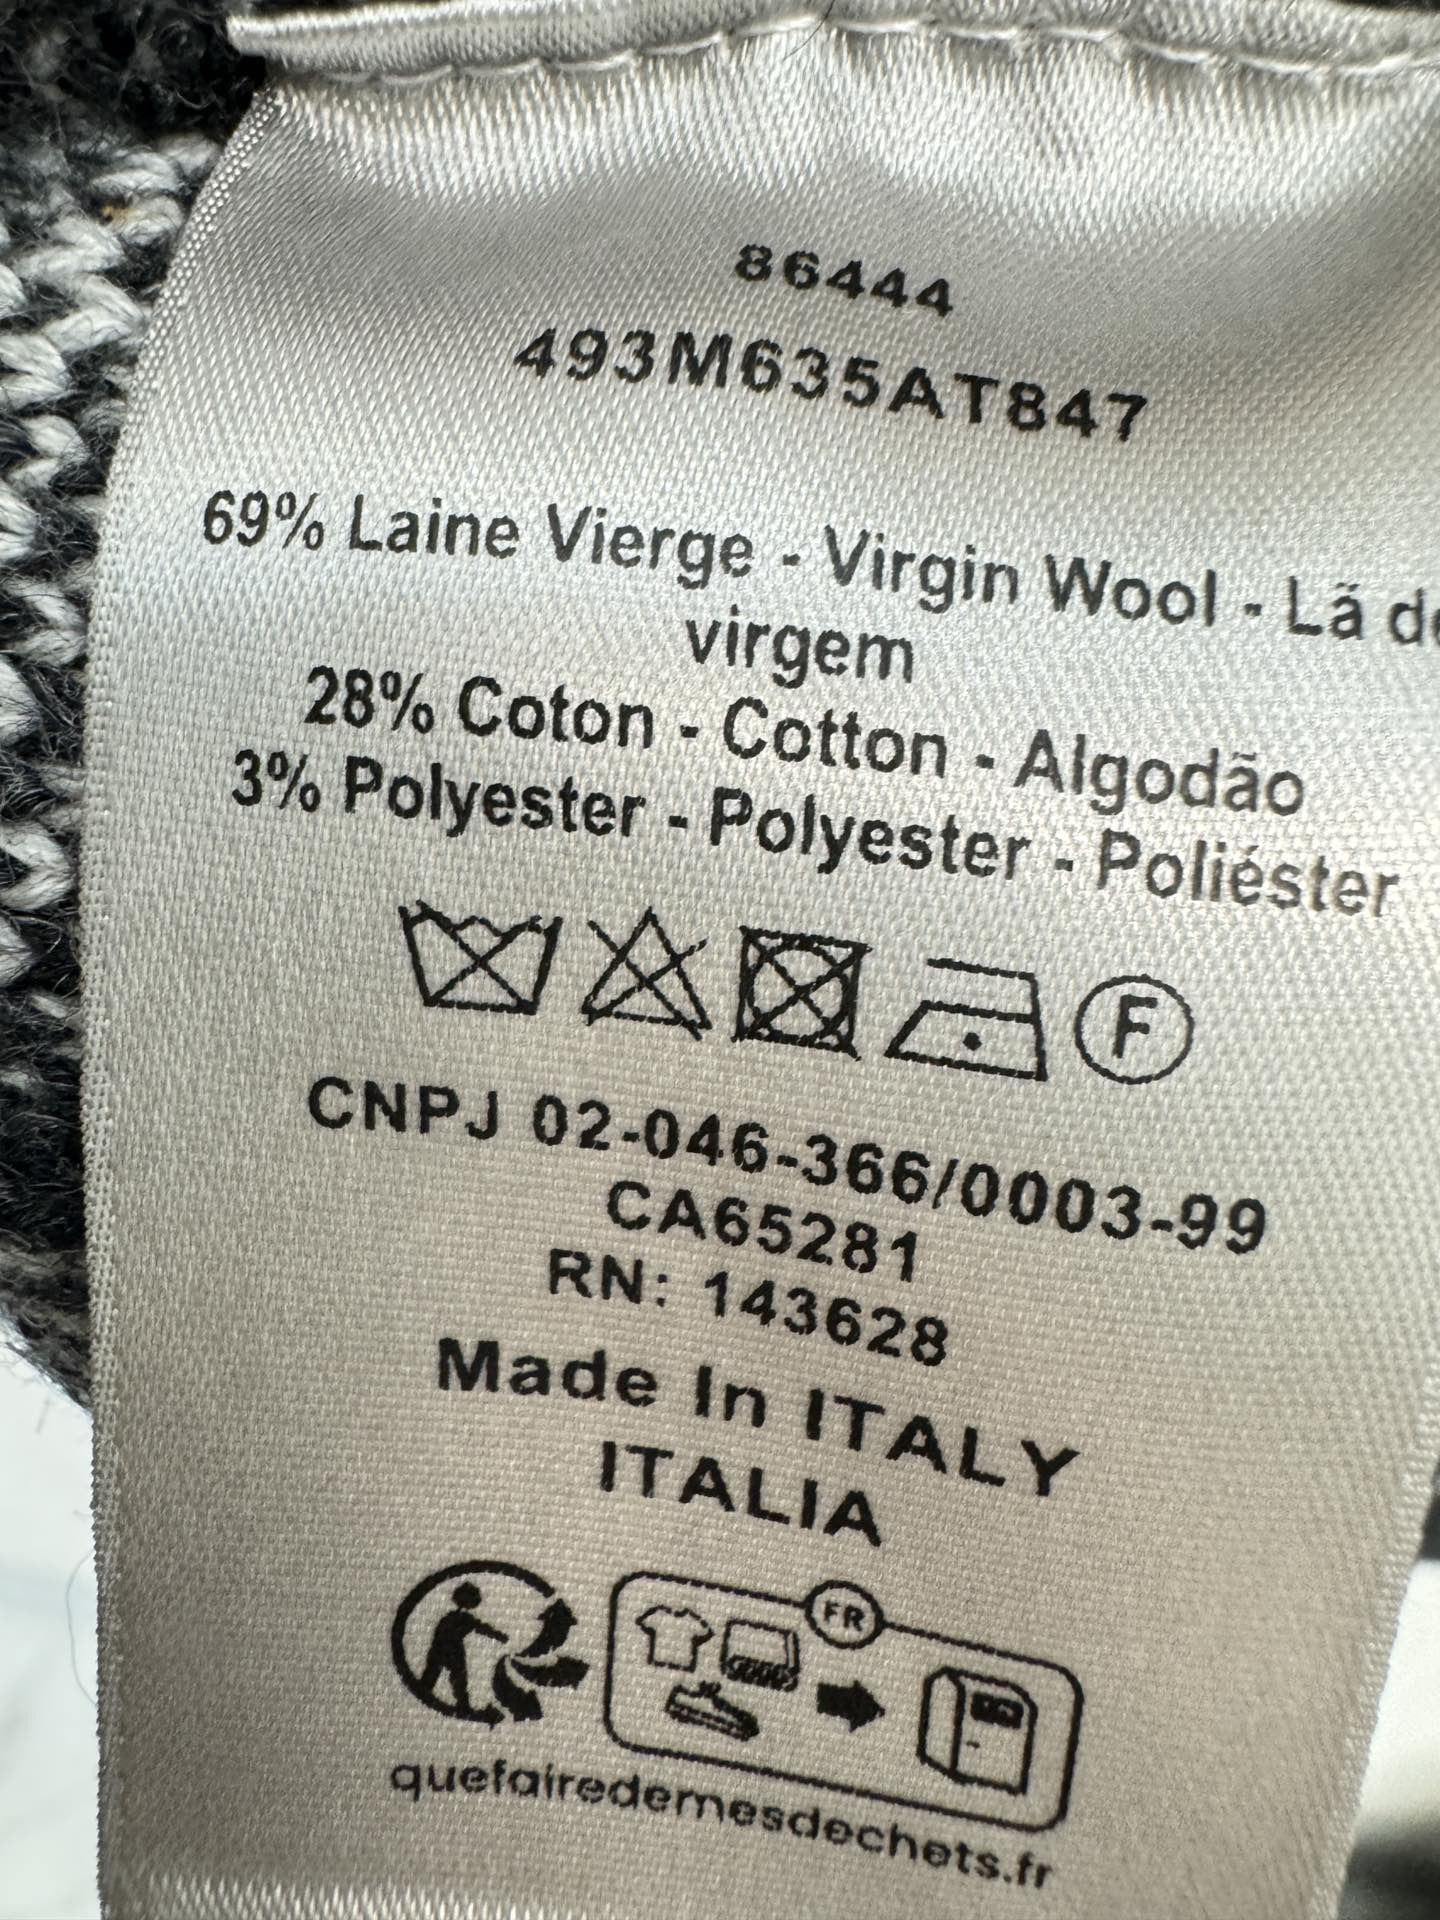 86444
493M635AT847
69% Laine Vierge - Virgin Wool - Lã
virgem
28% Coton - Cotton - Algodão
3% Polyester - Polyester - Poliéster
F
CNPJ 02-046-366/0003-99
CA65281
RN: 143628
Made In ITALY
ITALIA
FR
quefairedemesdechets.fr